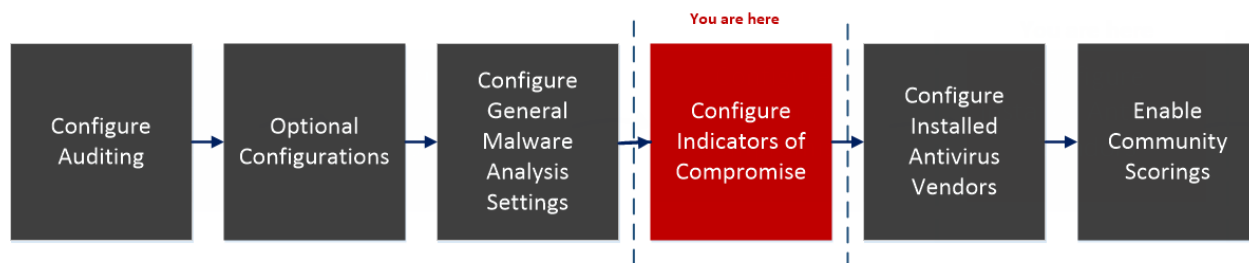 You are here
Configure
Auditing
Optional
Configurations
Configure
General
Malware
Analysis
Settings
Configure
Indicators of
Compromise
Configure
Installed
Antivirus
Vendors
Enable
Community
Scorings